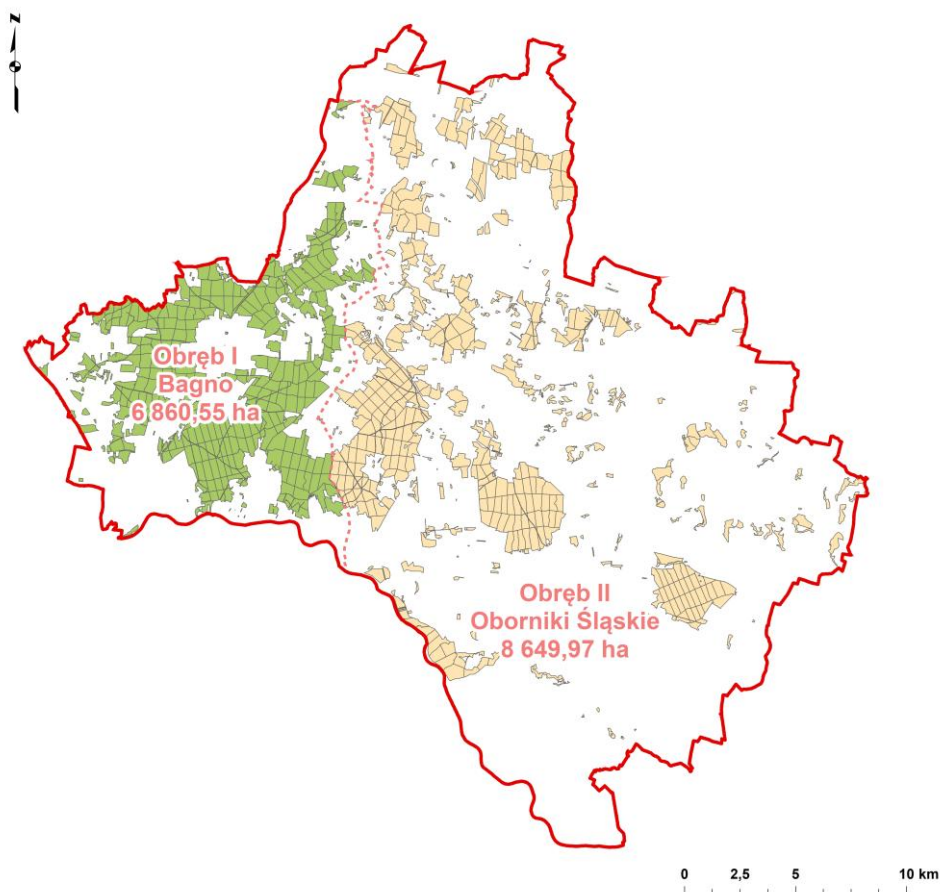 N
Obręb I
Bagno
6 860,55 ha
Obręb II
Oborniki Śląskie
8 649,97 ha
0 2,5 5 10 km